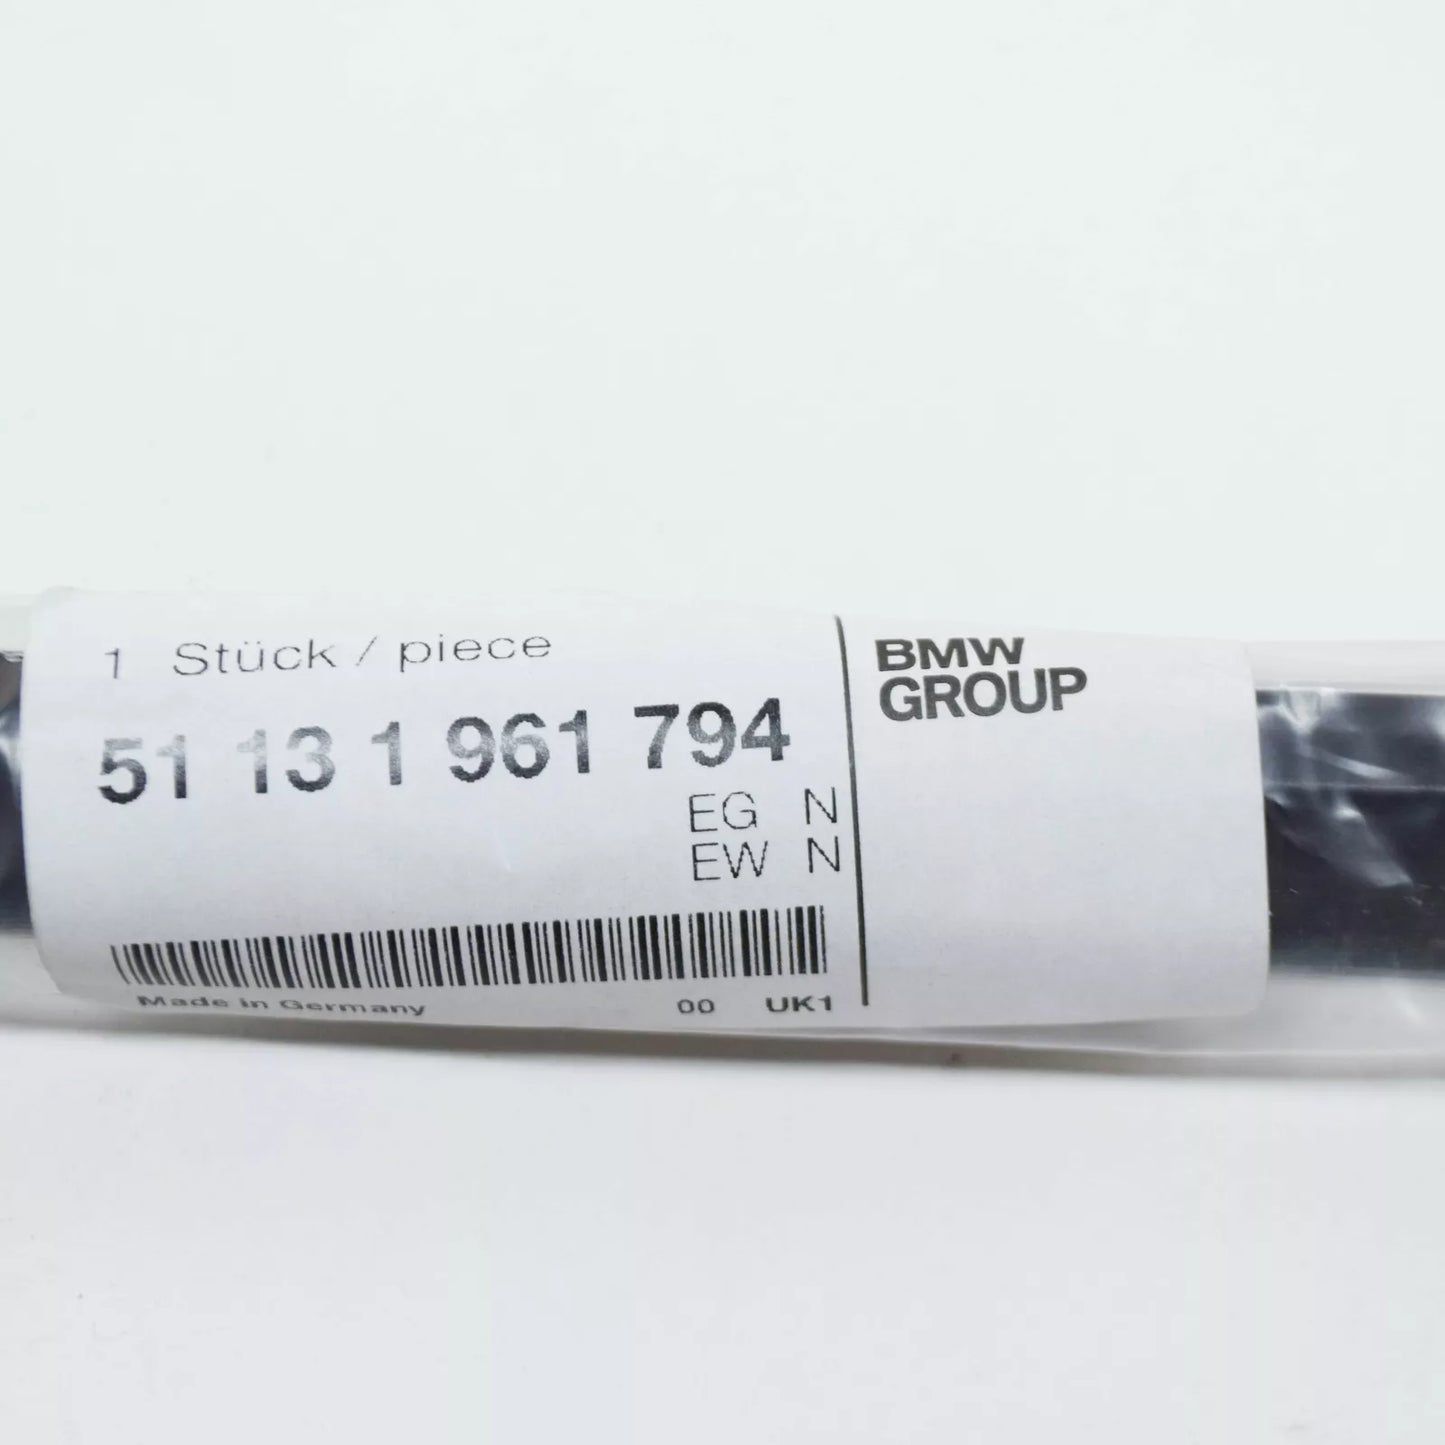 1 Stück / piece
51 13 1 961 794
EG N
EW N
Made in Germany 00 UK1
BMW
GROUP